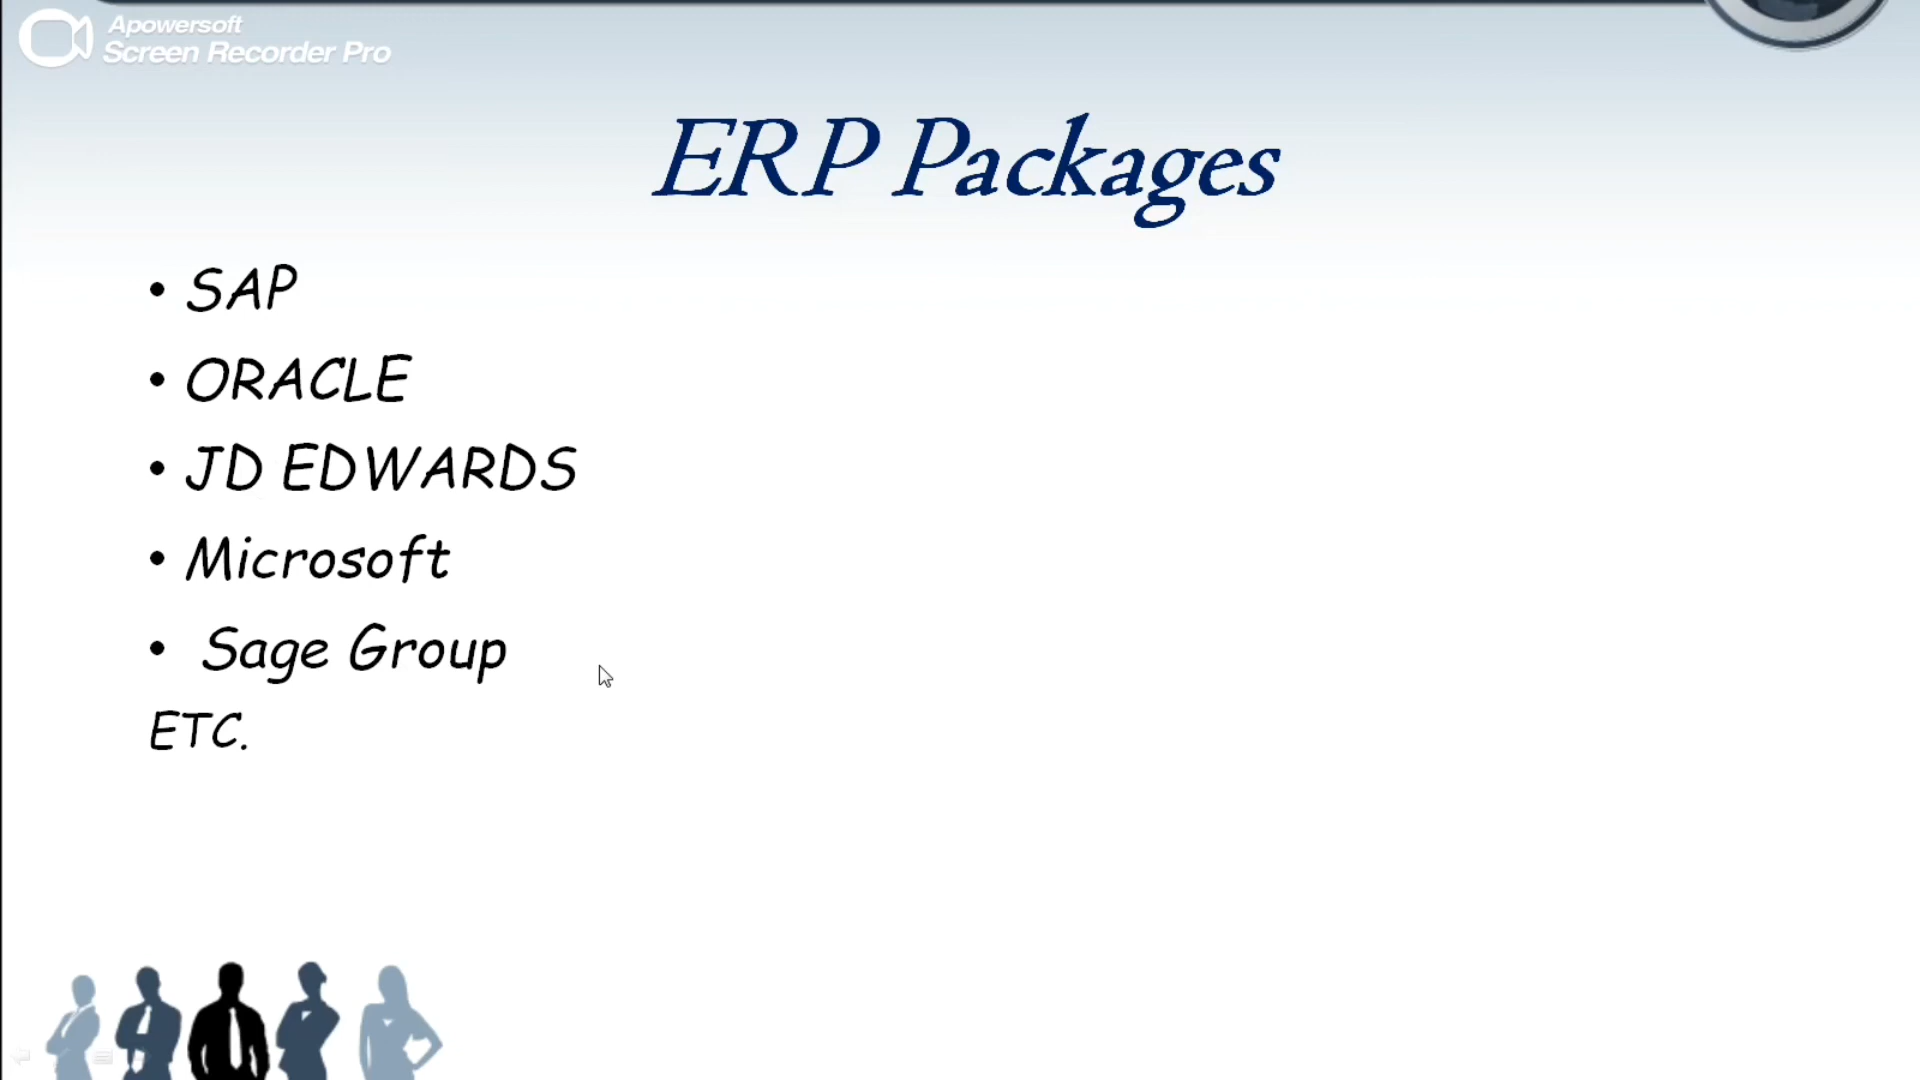 Apowersoft
Screen Recorder Pro
ERP Packages
• SAP
• ORACLE
• JD EDWARDS
• Microsoft
• Sage Group
ETC.